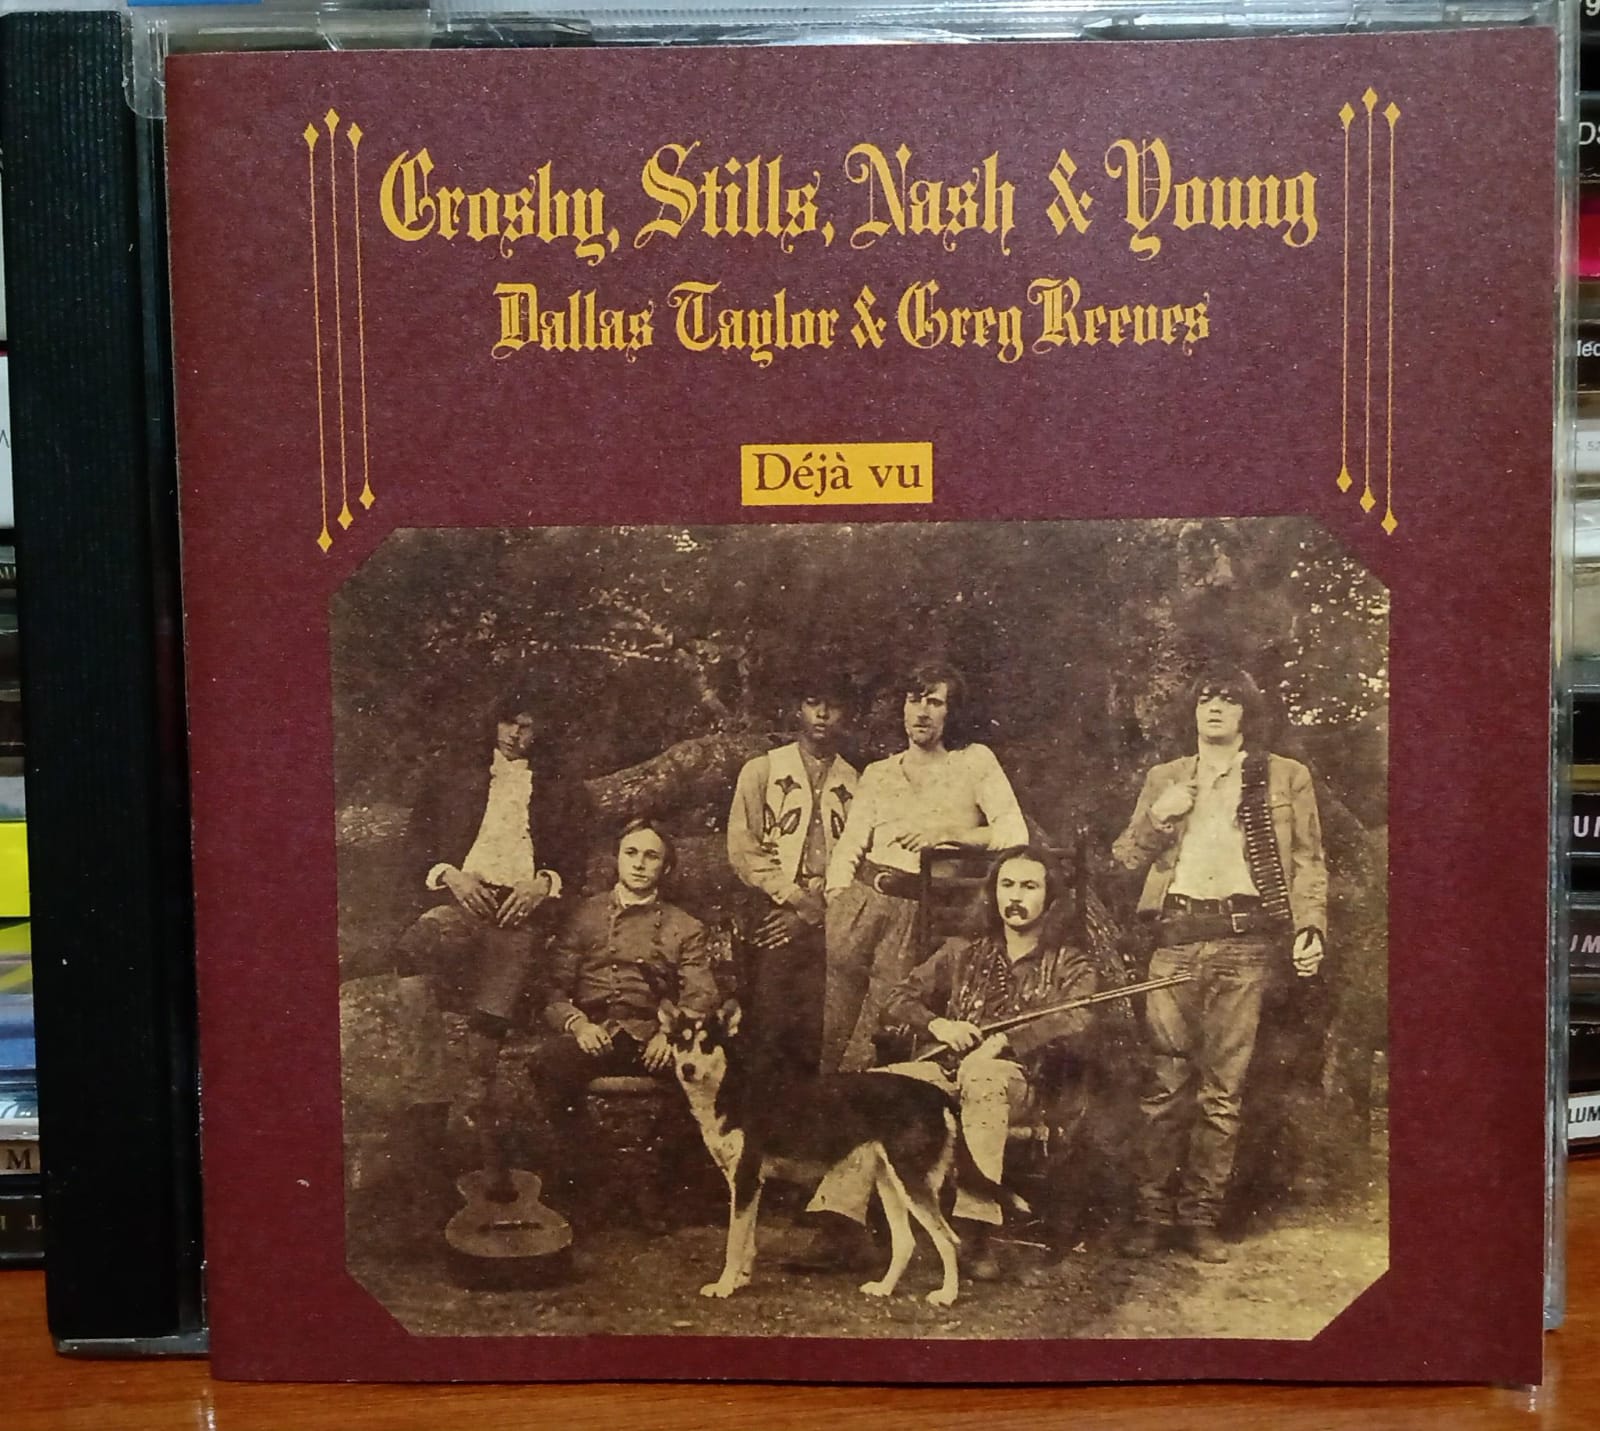 Crosby, Stills, Nash & Young
Dallas Taylor & Greg Reeves
Déjà vu